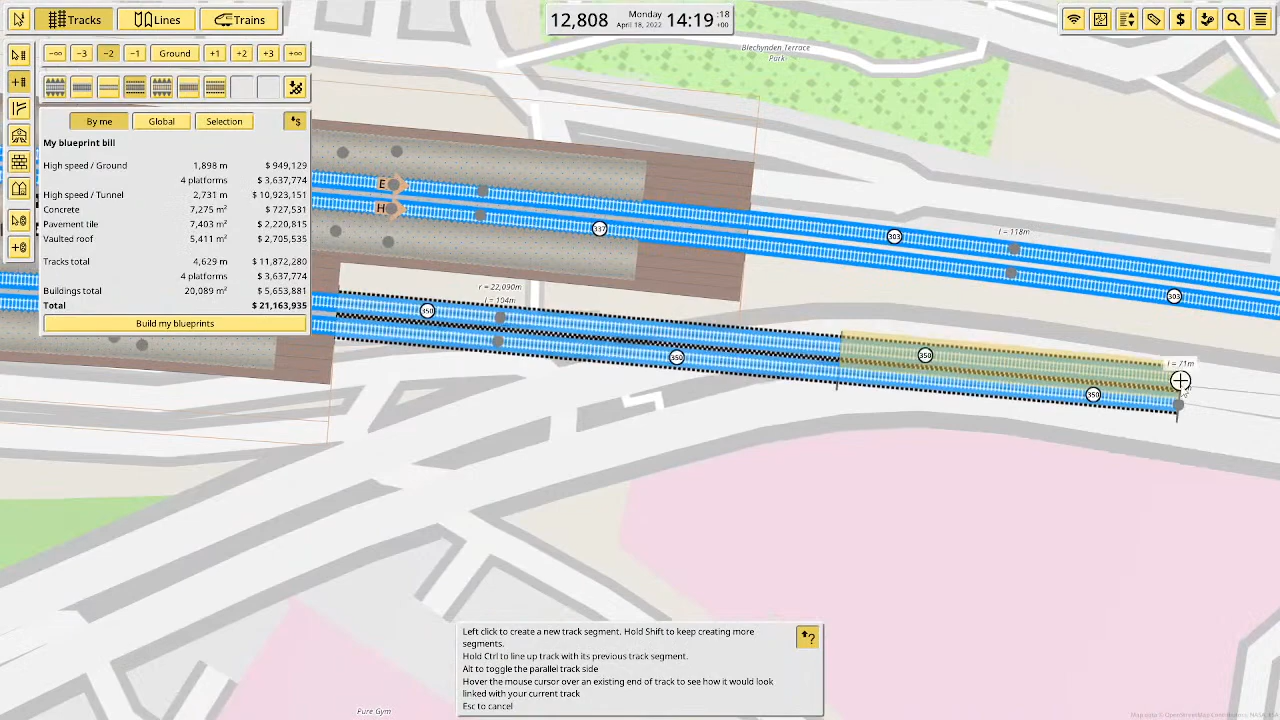 Tracks
Lines
Trains
12,808
Monday
April 18, 2022
14:19
:18
+00
−∞
−3
−2
−1
Ground
+1
+2
+3
+∞
By me
Global
Selection
My blueprint bill
High speed / Ground 1,898 m $ 949,129
4 platforms $ 3,637,774
High speed / Tunnel 2,731 m $ 10,923,151
Concrete 7,275 m² $ 727,531
Pavement tile 7,403 m² $ 2,220,815
Vaulted roof 5,411 m² $ 2,705,535
Tracks total 4,629 m $ 11,872,280
4 platforms $ 3,637,774
Buildings total 20,089 m² $ 5,653,881
Total $ 21,163,935
Build my blueprints
Blechynden Terrace
Park
E
H
337
303
l = 118m
303
r = 22,090m
l = 104m
350
350
350
350
l = 71m
Left click to create a new track segment. Hold Shift to keep creating more
segments.
Hold Ctrl to line up track with its previous track segment.
Alt to toggle the parallel track side
Hover the mouse cursor over an existing end of track to see how it would look
linked with your current track
Esc to cancel
?
Pure Gym